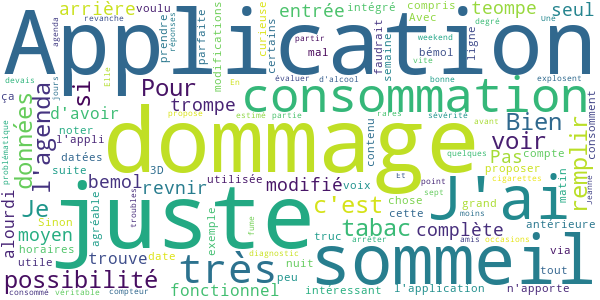 arrière
revanche
agenda
voulu
prendre
réponses
entrée
intégré
jours
parfaite
modifications
curieuse
certains
partir
mal
Avec
compris
teompe
seul
degré
Une
faudrait
semaine
weekend
bémol
ligne
Application
Elle
En
évaluer
d'alcool
vite
bonne
explosent
devais
ça
données
l'agenda
si
Pour
d'avoir
trompe
propose
estimé
partie
consommation
rares
sévérité
avant
consomment
problématique
noter
l'appli
datées
suite
3D
dommage
contenu
Bien
voir
Pas
compte
quelques
proposer
cigarettes
Jeanne
remplir
matin
bemol
revnir
utilisée
modifié
voix
Et
point
chose
grand
sept
cette
moins
antérieure
alourdi
Je
Sinon
moyen
horaires
utile
agréable
troubles
juste
c'est
tabac
complète
J'ai
truc
arrêter
amis
occasions
via
trouve
date
exemple
très
fume
diagnostic
nuit
peu
intéressant
sommeil
l'application
tout
n'apporte
possibilité
consommé
véritable
compteur
fonctionnel